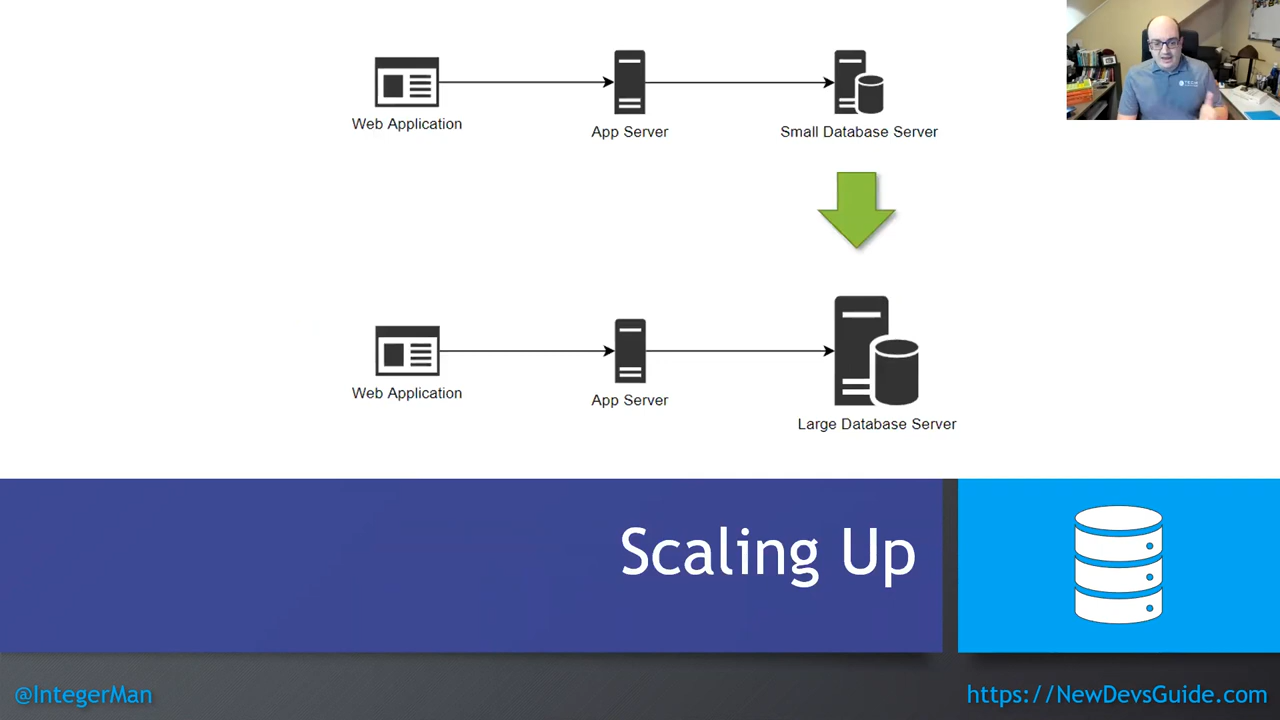 Web Application
App Server
Small Database Server
Web Application
App Server
Large Database Server
Scaling Up
@IntegerMan
https://NewDevsGuide.com